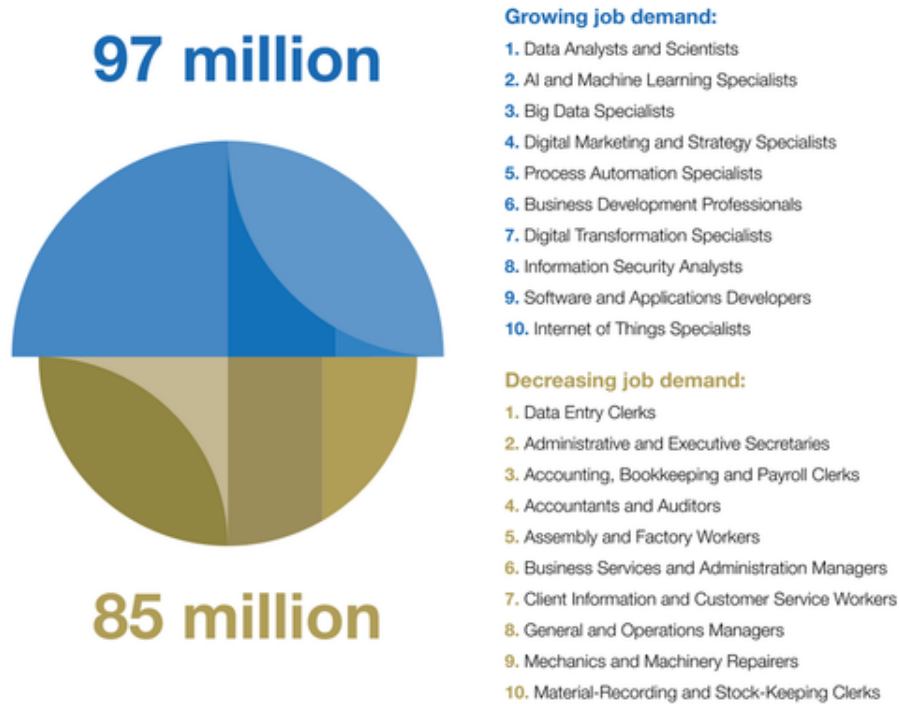 97 million
85 million
Growing job demand:
1. Data Analysts and Scientists
2. AI and Machine Learning Specialists
3. Big Data Specialists
4. Digital Marketing and Strategy Specialists
5. Process Automation Specialists
6. Business Development Professionals
7. Digital Transformation Specialists
8. Information Security Analysts
9. Software and Applications Developers
10. Internet of Things Specialists
Decreasing job demand:
1. Data Entry Clerks
2. Administrative and Executive Secretaries
3. Accounting, Bookkeeping and Payroll Clerks
4. Accountants and Auditors
5. Assembly and Factory Workers
6. Business Services and Administration Managers
7. Client Information and Customer Service Workers
8. General and Operations Managers
9. Mechanics and Machinery Repairers
10. Material-Recording and Stock-Keeping Clerks